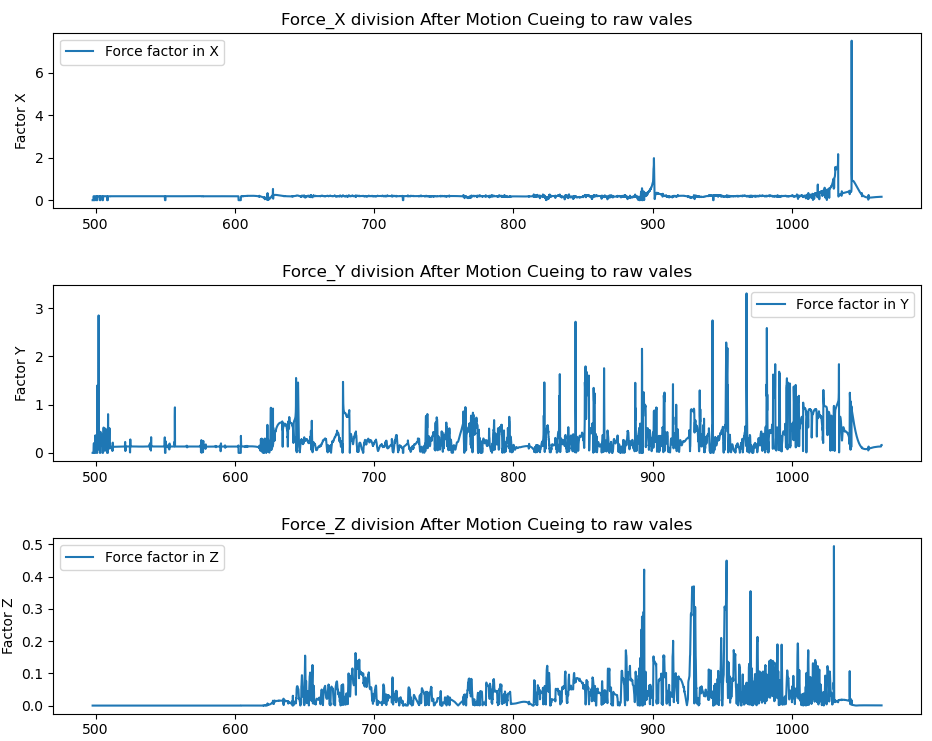 Force_X division After Motion Cueing to raw vales
Force factor in X
Factor X
6
4
2
0
500 600 700 800 900 1000
Force_Y division After Motion Cueing to raw vales
Force factor in Y
Factor Y
3
2
1
0
500 600 700 800 900 1000
Force_Z division After Motion Cueing to raw vales
Force factor in Z
Factor Z
0.5
0.4
0.3
0.2
0.1
0.0
500 600 700 800 900 1000